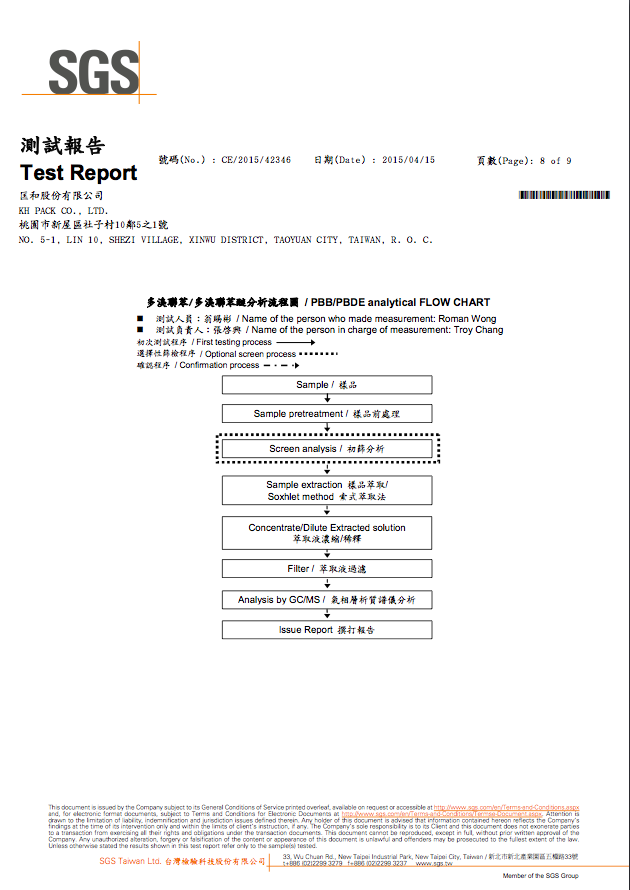 SGS
測試報告
Test Report
號碼(No.) : CE/2015/42346 日期(Date) : 2015/04/15 頁數(Page): 8 of 9
匡和股份有限公司
KH PACK CO., LTD.
桃園市新屋區社子村10鄰5之1號
NO. 5-1, LIN 10, SHEZI VILLAGE, XINWU DISTRICT, TAOYUAN CITY, TAIWAN, R. O. C.
多溴聯苯/多溴聯苯醚分析流程圖 / PBB/PBDE analytical FLOW CHART
測試人員：翁賜彬 / Name of the person who made measurement: Roman Wong
測試負責人：張啓興 / Name of the person in charge of measurement: Troy Chang
初次測試程序 / First testing process
選擇性篩檢程序 / Optional screen process
確認程序 / Confirmation process
Sample / 樣品
Sample pretreatment / 樣品前處理
Screen analysis / 初篩分析
Sample extraction 樣品萃取/
Soxhlet method 索式萃取法
Concentrate/Dilute Extracted solution
萃取液濃縮/稀釋
Filter / 萃取液過濾
Analysis by GC/MS / 氣相層析質譜儀分析
Issue Report 撰打報告
This document is issued by the Company subject to its General Conditions of Service printed overleaf, available on request or accessible at http://www.sgs.com/en/Terms-and-Conditions.aspx
and, for electronic format documents, subject to Terms and Conditions for Electronic Documents at http://www.sgs.com/en/Terms-and-Conditions/Terms-e-Document.aspx. Attention is
drawn to the limitation of liability, indemnification and jurisdiction issues defined therein. Any holder of this document is advised that information contained hereon reflects the Company's
findings at the time of its intervention only and within the limits of client's instruction, if any. The Company's sole responsibility is to its Client and this document does not exonerate parties
to a transaction from exercising all their rights and obligations under the transaction documents. This document cannot be reproduced, except in full, without prior written approval of the
Company. Any unauthorized alteration, forgery or falsification of the content or appearance of this document is unlawful and offenders may be prosecuted to the fullest extent of the law.
Unless otherwise stated the results shown in this test report refer only to the sample(s) tested.
SGS Taiwan Ltd. 台灣檢驗科技股份有限公司
33, Wu Chuan Rd., New Taipei Industrial Park, New Taipei City, Taiwan / 新北市新北產業園區五權路33號
t+886 (02)2299 3279 f+886 (02)2299 3237 www.sgs.tw
Member of the SGS Group